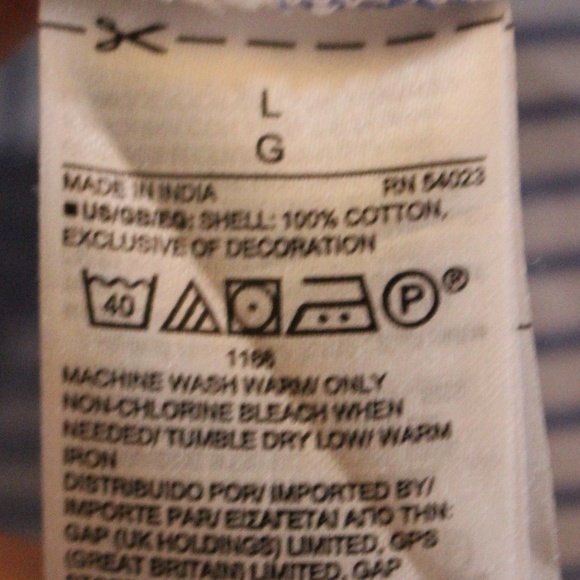 L
G
MADE IN INDIA RN 54023
■ US/GB/EG: SHELL: 100% COTTON,
EXCLUSIVE OF DECORATION
40 P ®
1166
MACHINE WASH WARM/ ONLY
NON-CHLORINE BLEACH WHEN
NEEDED/ TUMBLE DRY LOW/ WARM
IRON
DISTRIBUIDO POR/ IMPORTED BY/
IMPORTE PAR/ ΕΙΣΑΓΕΤΑΙ ΑΠΟ ΤΗΝ:
GAP (UK HOLDINGS) LIMITED, GPS
(GREAT BRITAIN) LIMITED, GAP